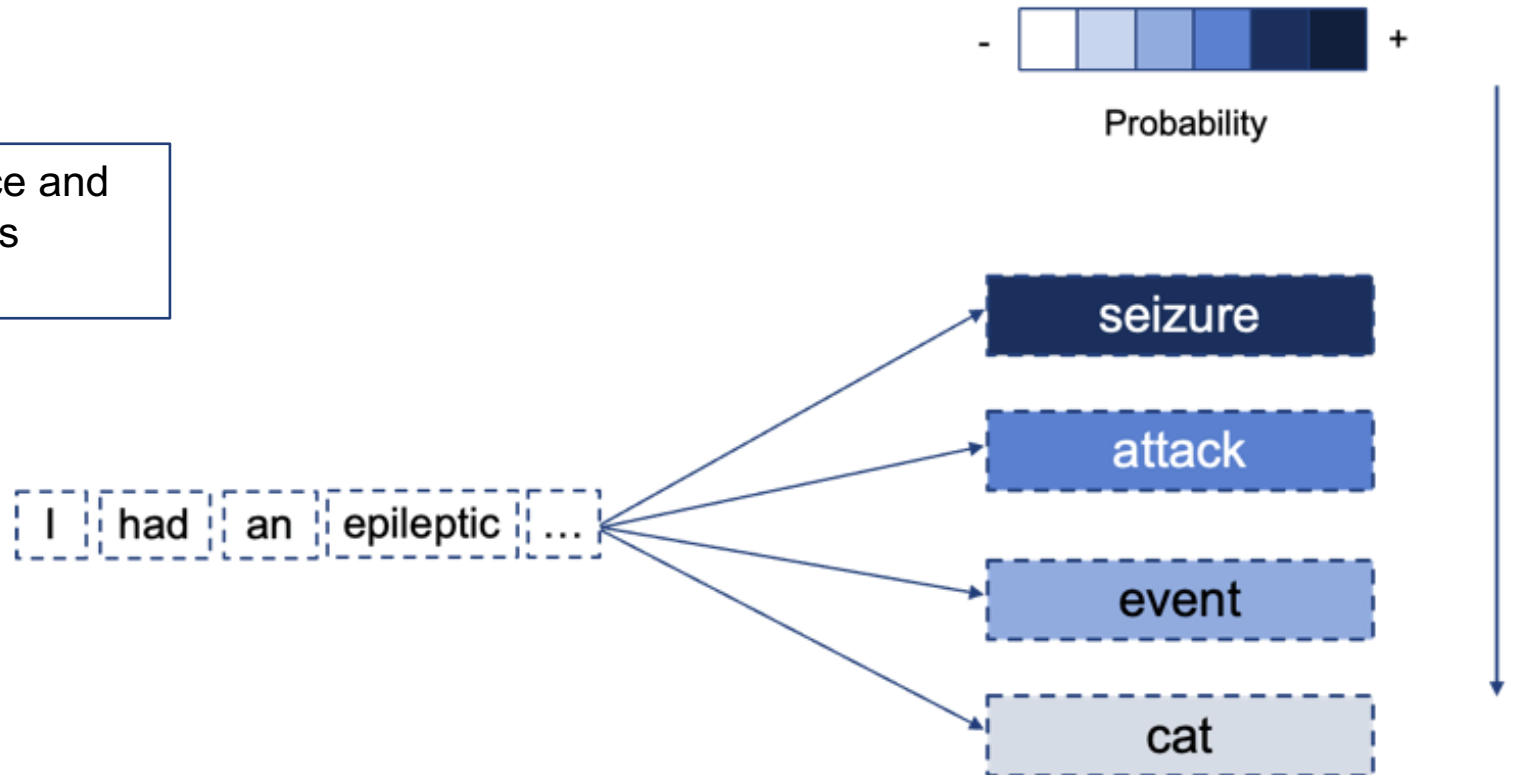 - +
Probability
ce and
s
seizure
attack
I had an epileptic ...
event
cat